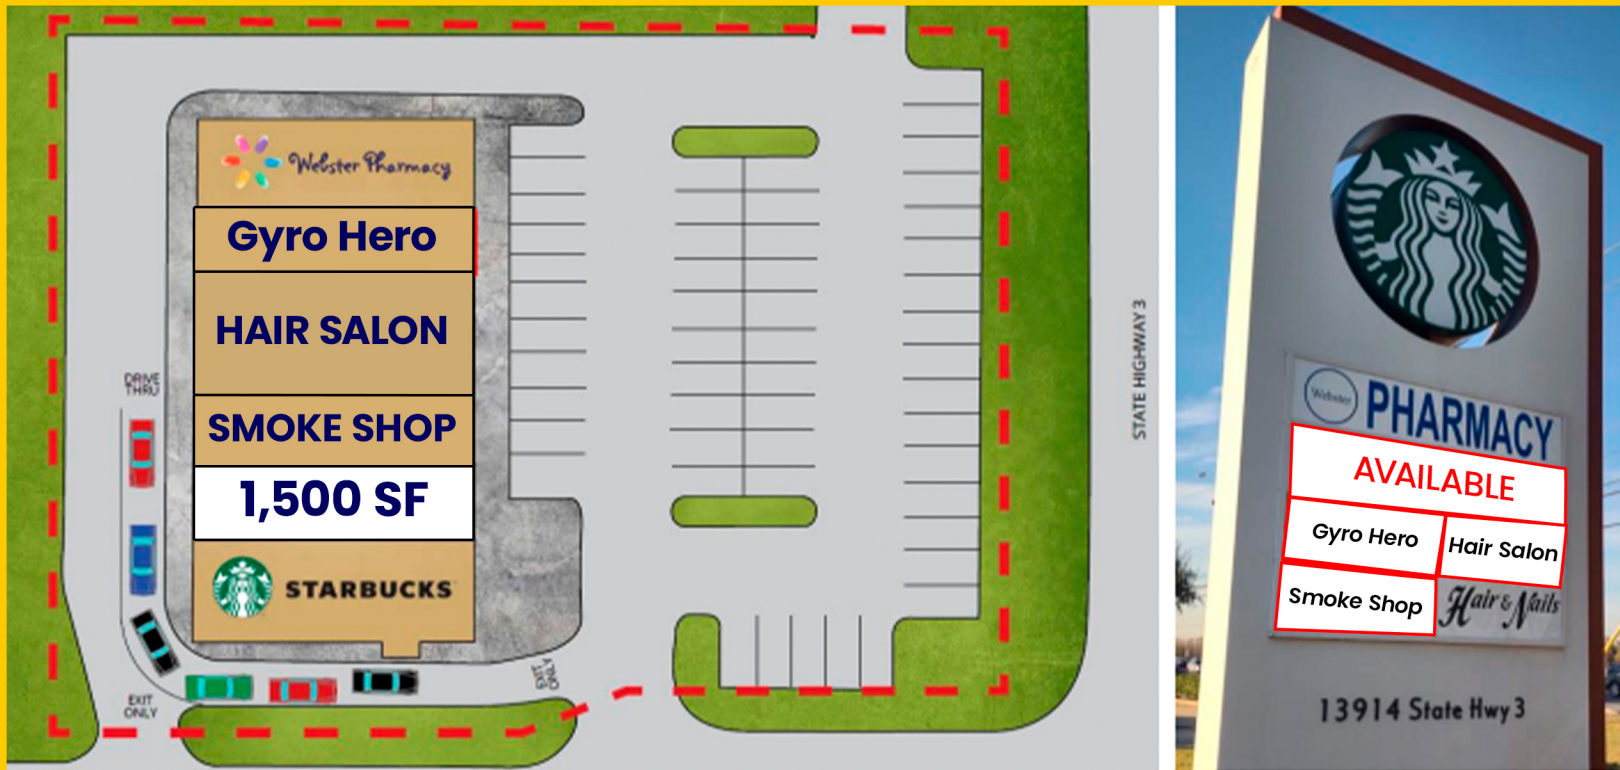 Webster Pharmacy
Gyro Hero
HAIR SALON
SMOKE SHOP
1,500 SF
STARBUCKS
DRIVE
THRU
EXIT
ONLY
EXIT
ONLY
STATE HIGHWAY 3
Webster
PHARMACY
AVAILABLE
Gyro Hero
Hair Salon
Smoke Shop
Hair & Nails
13914 State Hwy 3